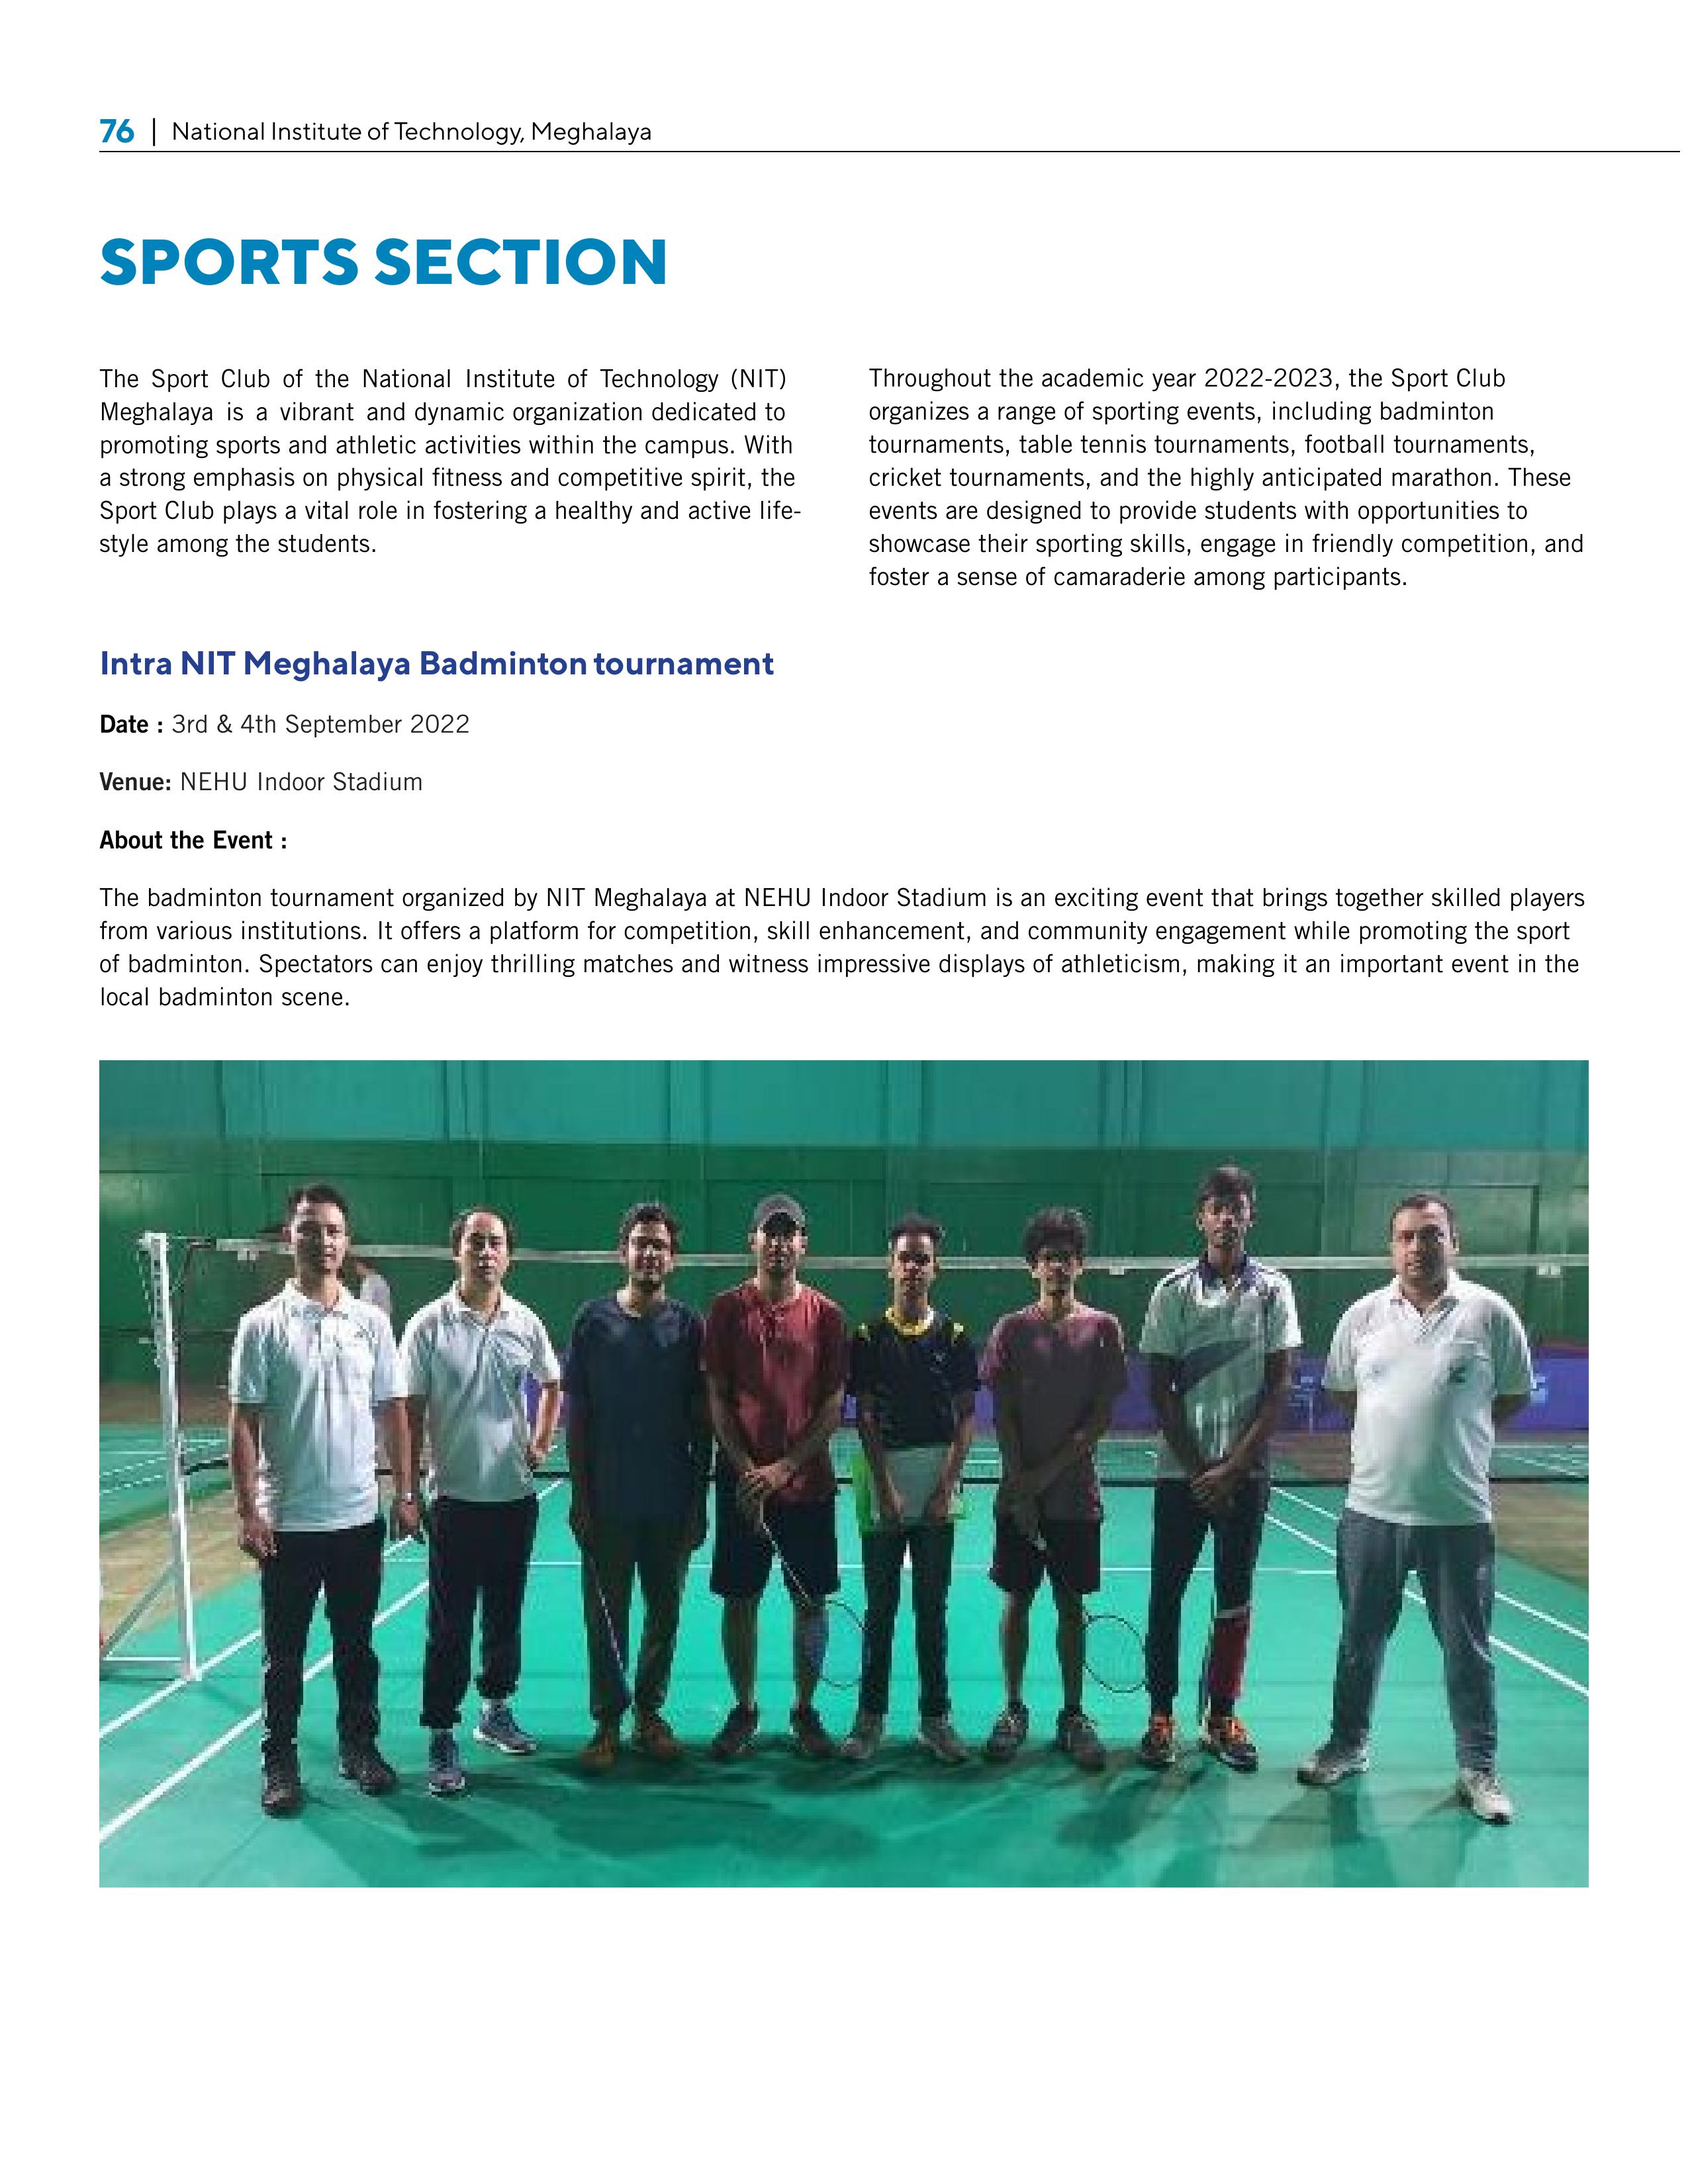 76 | National Institute of Technology, Meghalaya
SPORTS SECTION
The Sport Club of the National Institute of Technology (NIT)
Meghalaya is a vibrant and dynamic organization dedicated to
promoting sports and athletic activities within the campus. With
a strong emphasis on physical fitness and competitive spirit, the
Sport Club plays a vital role in fostering a healthy and active life-
style among the students.
Throughout the academic year 2022-2023, the Sport Club
organizes a range of sporting events, including badminton
tournaments, table tennis tournaments, football tournaments,
cricket tournaments, and the highly anticipated marathon. These
events are designed to provide students with opportunities to
showcase their sporting skills, engage in friendly competition, and
foster a sense of camaraderie among participants.
Intra NIT Meghalaya Badminton tournament
Date : 3rd & 4th September 2022
Venue: NEHU Indoor Stadium
About the Event :
The badminton tournament organized by NIT Meghalaya at NEHU Indoor Stadium is an exciting event that brings together skilled players
from various institutions. It offers a platform for competition, skill enhancement, and community engagement while promoting the sport
of badminton. Spectators can enjoy thrilling matches and witness impressive displays of athleticism, making it an important event in the
local badminton scene.